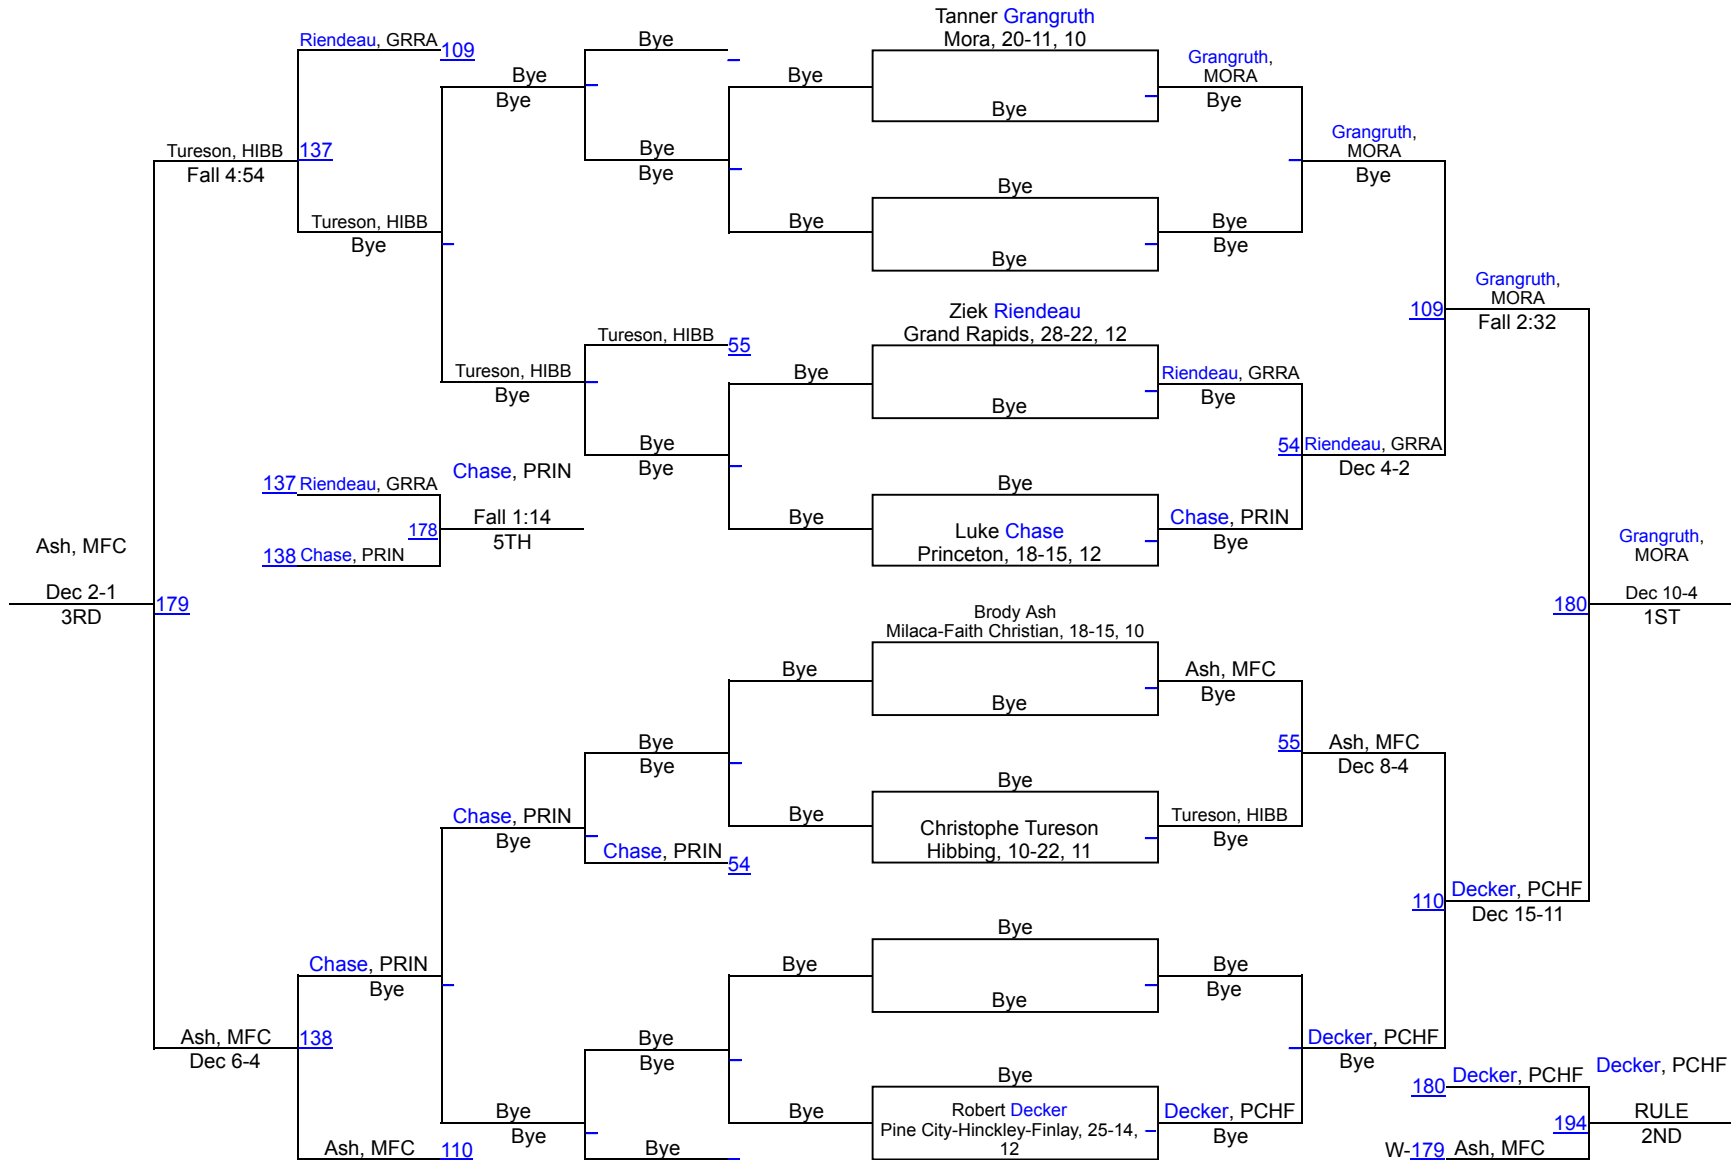 Tanner Grangruth
Mora, 20-11, 10
Riendeau, GRRA 109
Bye
Bye
Bye
Bye
Grangruth,
MORA
Bye
Bye
Tureson, HIBB 137
Fall 4:54
Bye
Bye
Grangruth,
MORA
Bye
Tureson, HIBB
Bye
Bye
Bye
Bye
Bye
Bye
Grangruth,
MORA
Fall 2:32
109
Ziek Riendeau
Grand Rapids, 28-22, 12
Tureson, HIBB 55
Tureson, HIBB
Bye
Bye
Bye
Riendeau, GRRA
Bye
Bye
Bye
54 Riendeau, GRRA
Dec 4-2
Chase, PRIN
137 Riendeau, GRRA
178
Fall 1:14
5TH
138 Chase, PRIN
Bye
Bye
Luke Chase
Princeton, 18-15, 12
Chase, PRIN
Bye
Ash, MFC
Dec 2-1
3RD
179
Grangruth,
MORA
180
Dec 10-4
1ST
Brody Ash
Milaca-Faith Christian, 18-15, 10
Bye
Bye
Ash, MFC
Bye
Bye
Bye
55 Ash, MFC
Dec 8-4
Chase, PRIN
Bye
Chase, PRIN 54
Bye
Bye
Christophe Tureson
Hibbing, 10-22, 11
Tureson, HIBB
Bye
110 Decker, PCHF
Dec 15-11
Chase, PRIN
Bye
Bye
Bye
Bye
Bye
Bye
Ash, MFC 138
Dec 6-4
Bye
Bye
Decker, PCHF
Bye
Bye
Bye
Bye
Bye
Robert Decker
Pine City-Hinckley-Finlay, 25-14,
12
Decker, PCHF
Bye
Ash, MFC 110
Bye
180 Decker, PCHF
Decker, PCHF
194
RULE
2ND
W-179 Ash, MFC